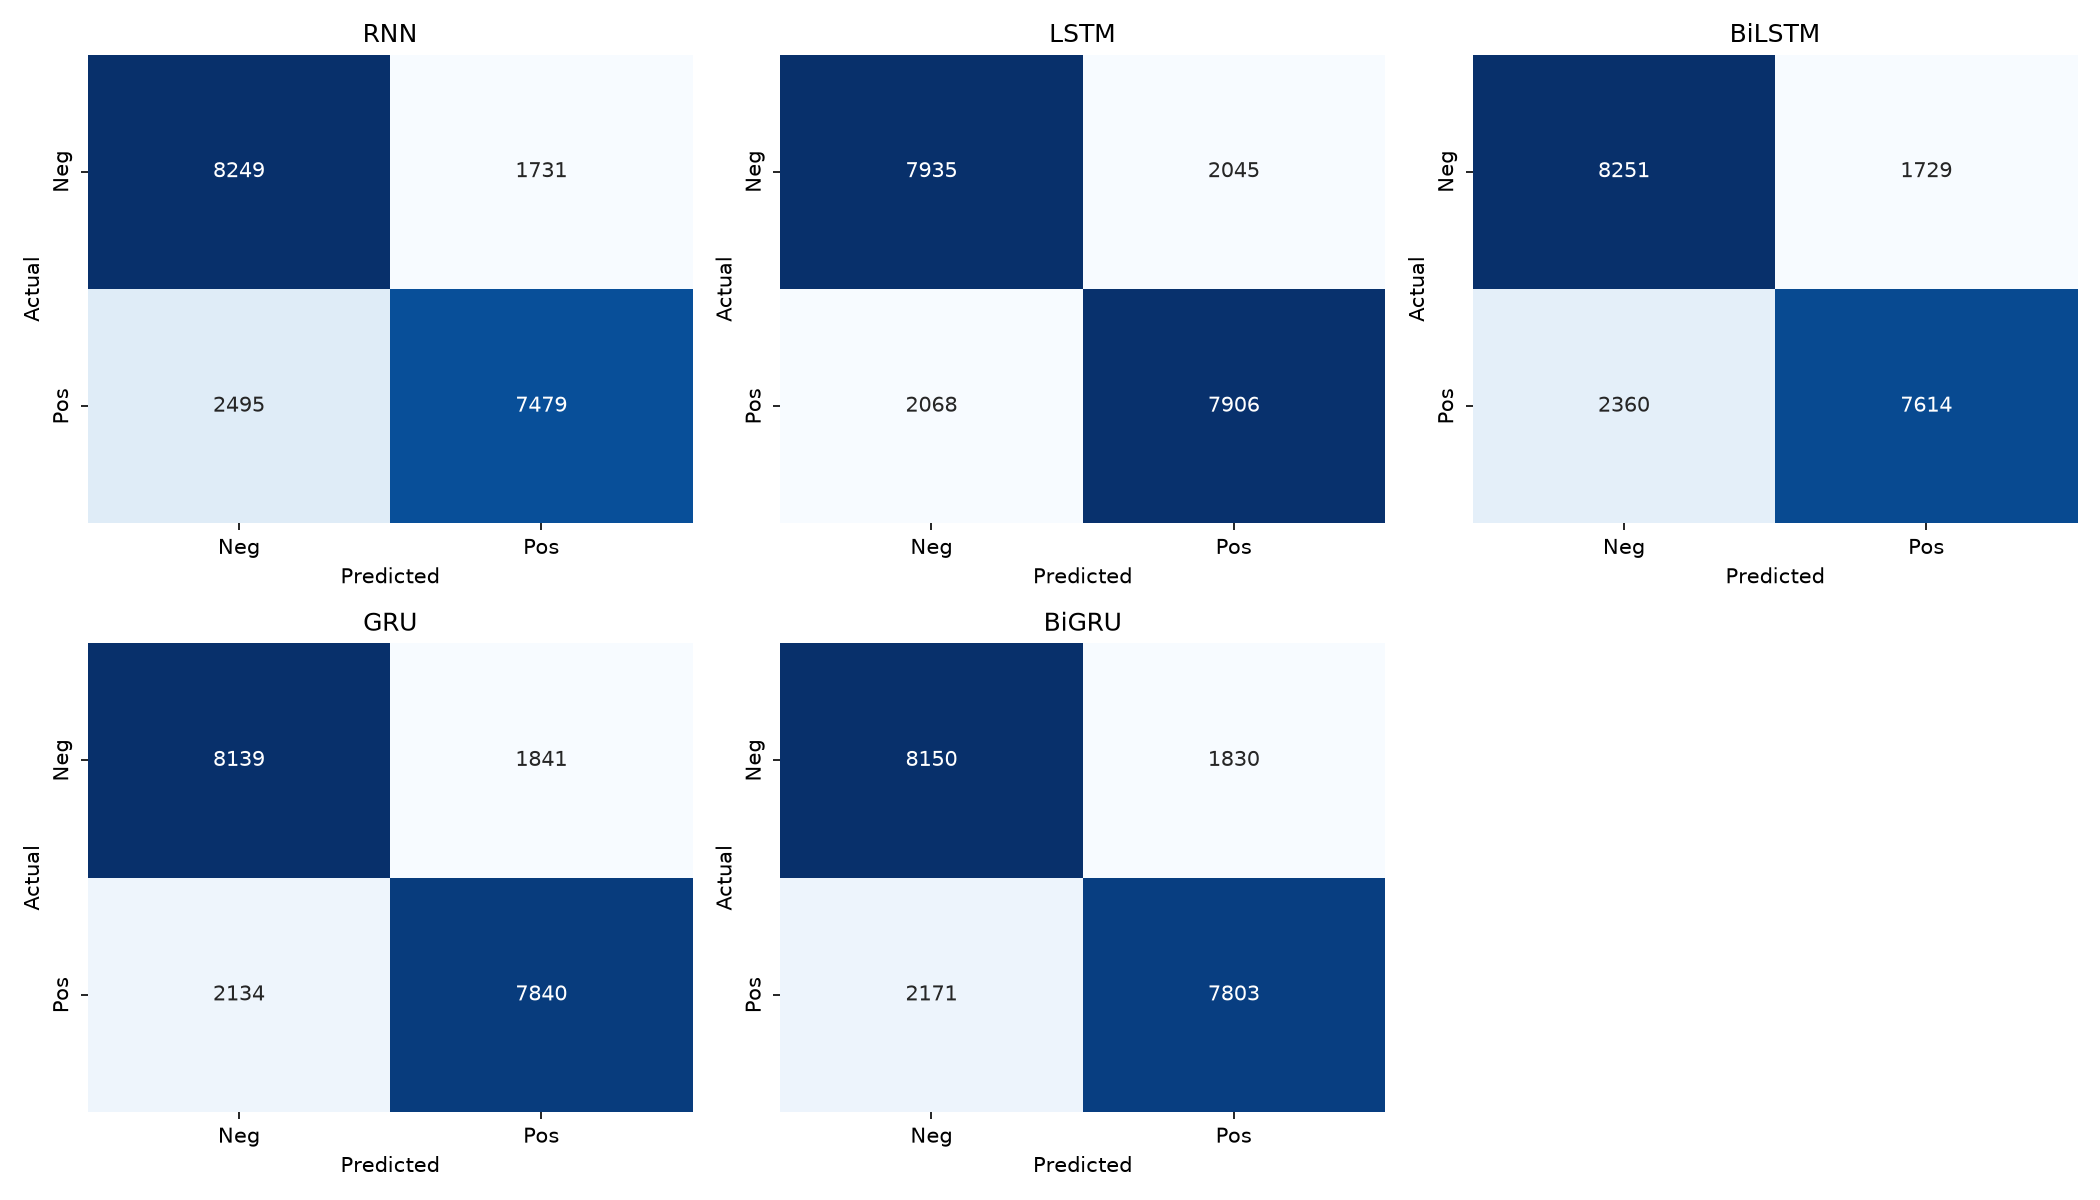 RNN
Actual
Neg
8249
1731
Pos
2495
7479
Neg
Pos
Predicted
LSTM
Actual
Neg
7935
2045
Pos
2068
7906
Neg
Pos
Predicted
BiLSTM
Actual
Neg
8251
1729
Pos
2360
7614
Neg
Pos
Predicted
GRU
Actual
Neg
8139
1841
Pos
2134
7840
Neg
Pos
Predicted
BiGRU
Actual
Neg
8150
1830
Pos
2171
7803
Neg
Pos
Predicted